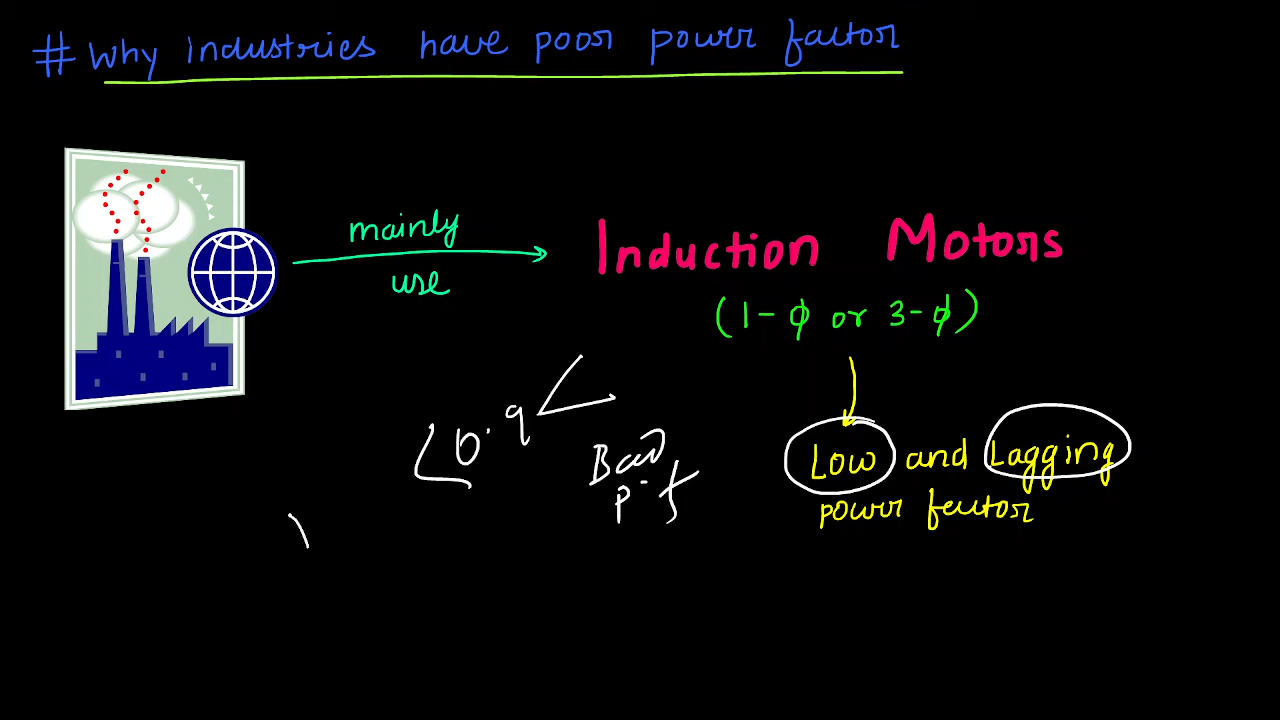 # Why industries have poor power factor
mainly
use
Induction Motors
(1-φ or 3-φ)
Low and Lagging
power fector
0.9
Bad
p.f